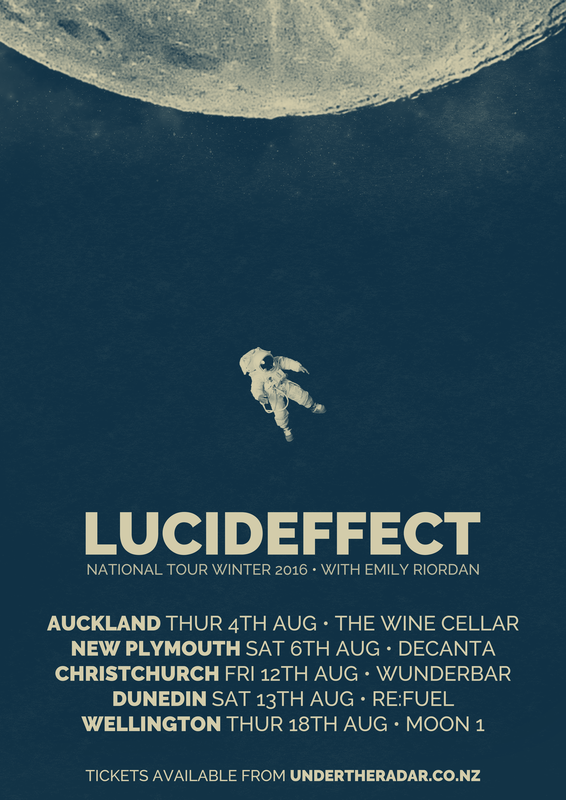 LUCIDEFFECT
NATIONAL TOUR WINTER 2016 • WITH EMILY RIORDAN
AUCKLAND THUR 4TH AUG • THE WINE CELLAR
NEW PLYMOUTH SAT 6TH AUG • DECANTA
CHRISTCHURCH FRI 12TH AUG • WUNDERBAR
DUNEDIN SAT 13TH AUG • RE:FUEL
WELLINGTON THUR 18TH AUG • MOON 1
TICKETS AVAILABLE FROM UNDERTHERADAR.CO.NZ